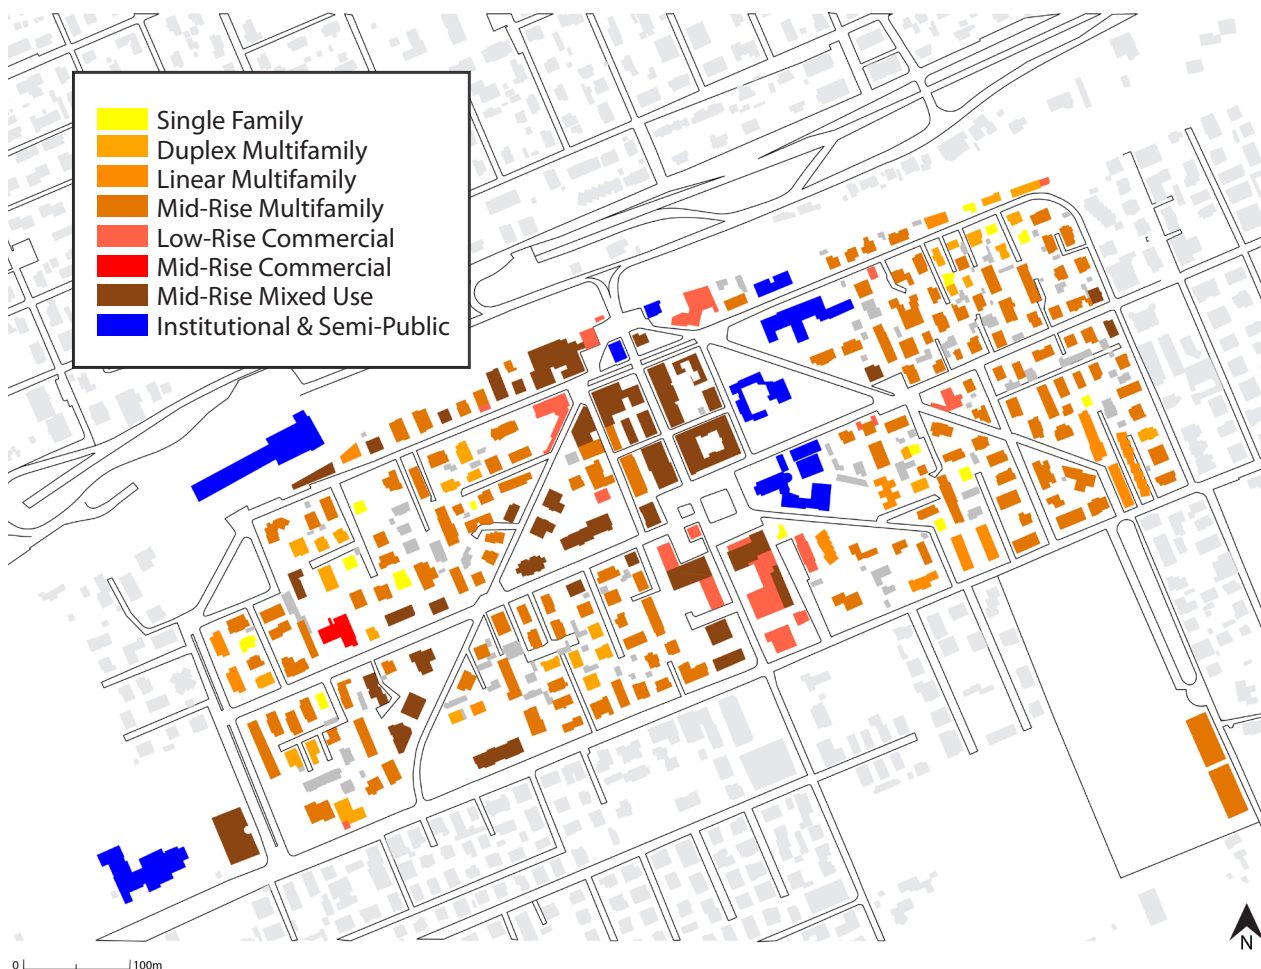 Single Family
Duplex Multifamily
Linear Multifamily
Mid-Rise Multifamily
Low-Rise Commercial
Mid-Rise Commercial
Mid-Rise Mixed Use
Institutional & Semi-Public
N
0 100m